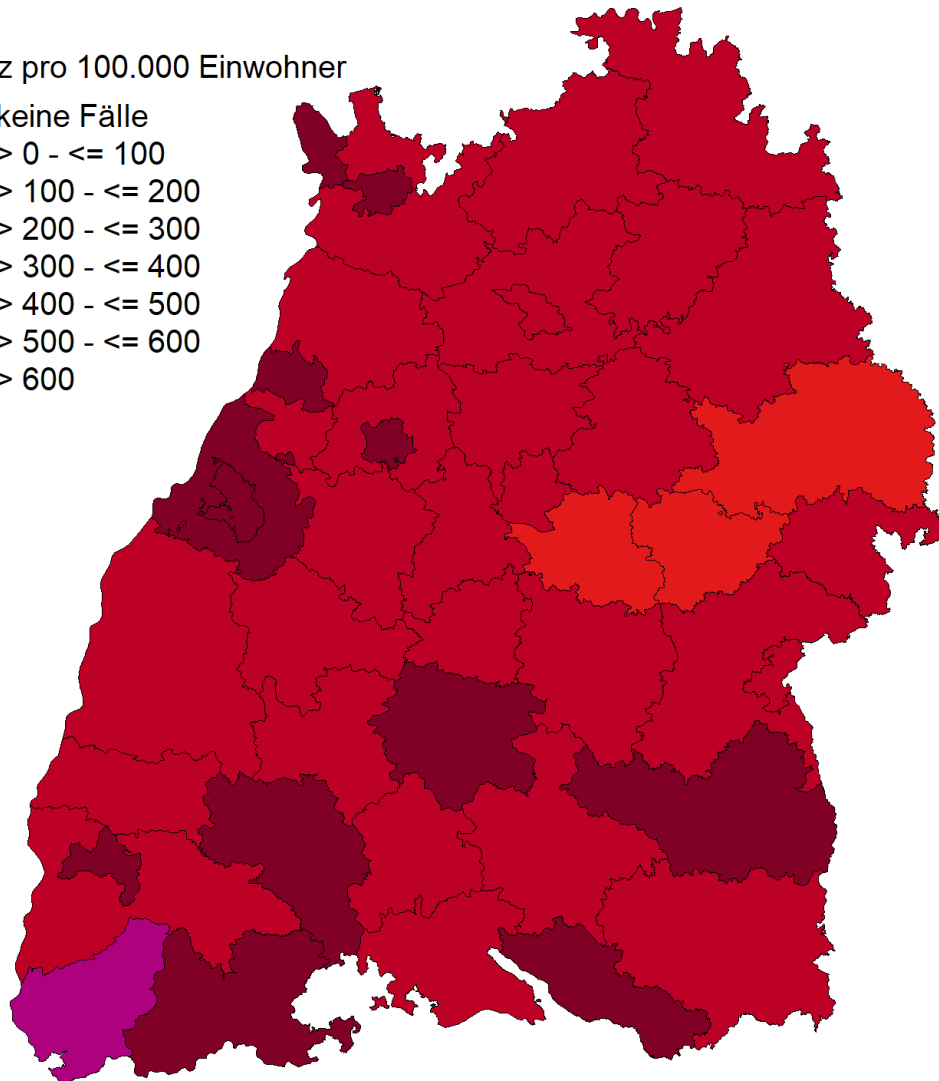 z pro 100.000 Einwohner
keine Fälle
> 0 - <= 100
> 100 - <= 200
> 200 - <= 300
> 300 - <= 400
> 400 - <= 500
> 500 - <= 600
> 600